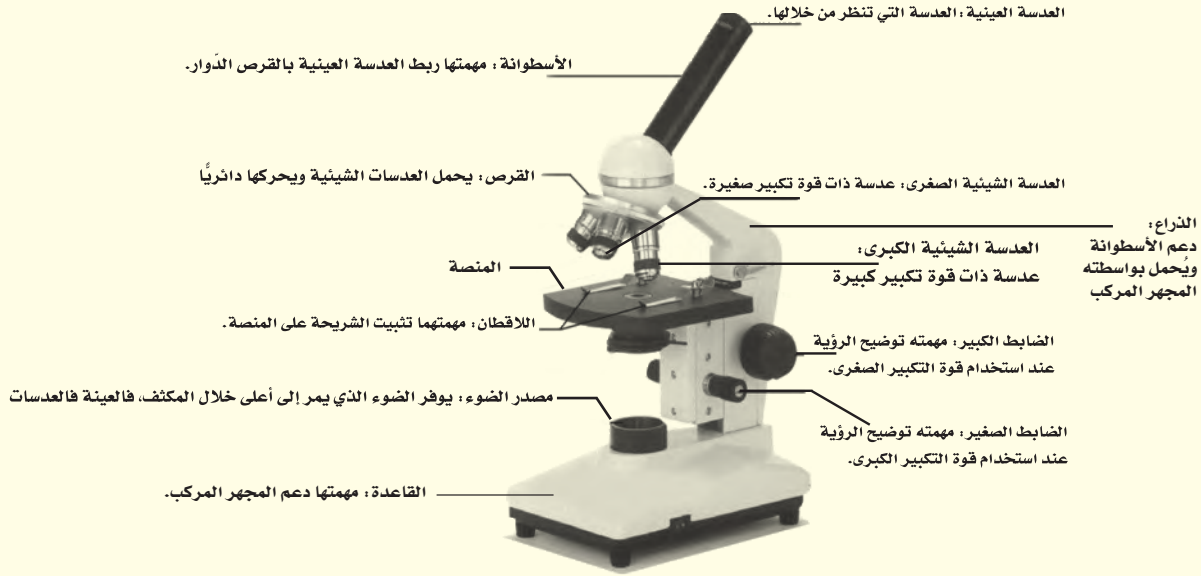 العدسة العينية: العدسة التي تنظر من خلالها.
الأسطوانة: مهمتها ربط العدسة العينية بالقرص الدّوار.
القرص: يحمل العدسات الشيئية ويحركها دائريًّا
العدسة الشيئية الصغرى: عدسة ذات قوة تكبير صغيرة.
الذراع:
دعم الأسطوانة
ويُحمل بواسطته
المجهر المركب
العدسة الشيئية الكبرى:
عدسة ذات قوة تكبير كبيرة
المنصة
اللاقطان: مهمتهما تثبيت الشريحة على المنصة.
الضابط الكبير: مهمته توضيح الرؤية
عند استخدام قوة التكبير الصغرى.
مصدر الضوء: يوفر الضوء الذي يمر إلى أعلى خلال المكثف، فالعينة فالعدسات
الضابط الصغير: مهمته توضيح الرؤية
عند استخدام قوة التكبير الكبرى.
القاعدة: مهمتها دعم المجهر المركب.